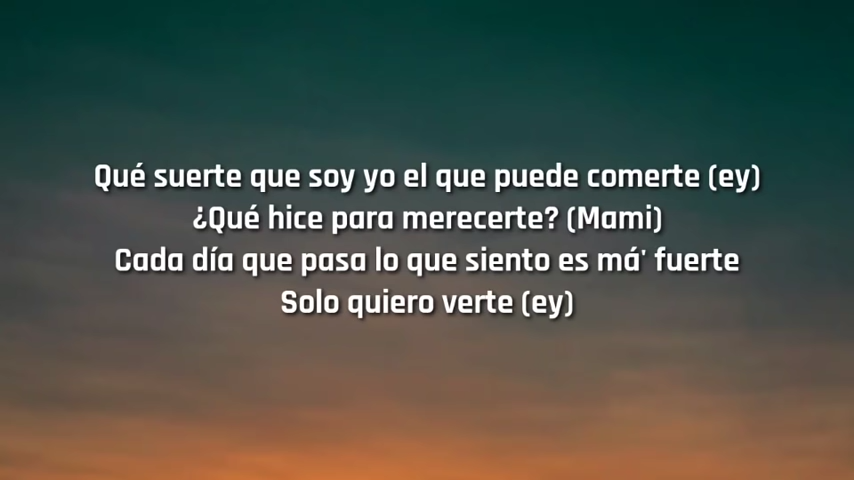 Qué suerte que soy yo el que puede comerte (ey)
¿Qué hice para merecerte? (Mami)
Cada día que pasa lo que siento es má' fuerte
Solo quiero verte (ey)